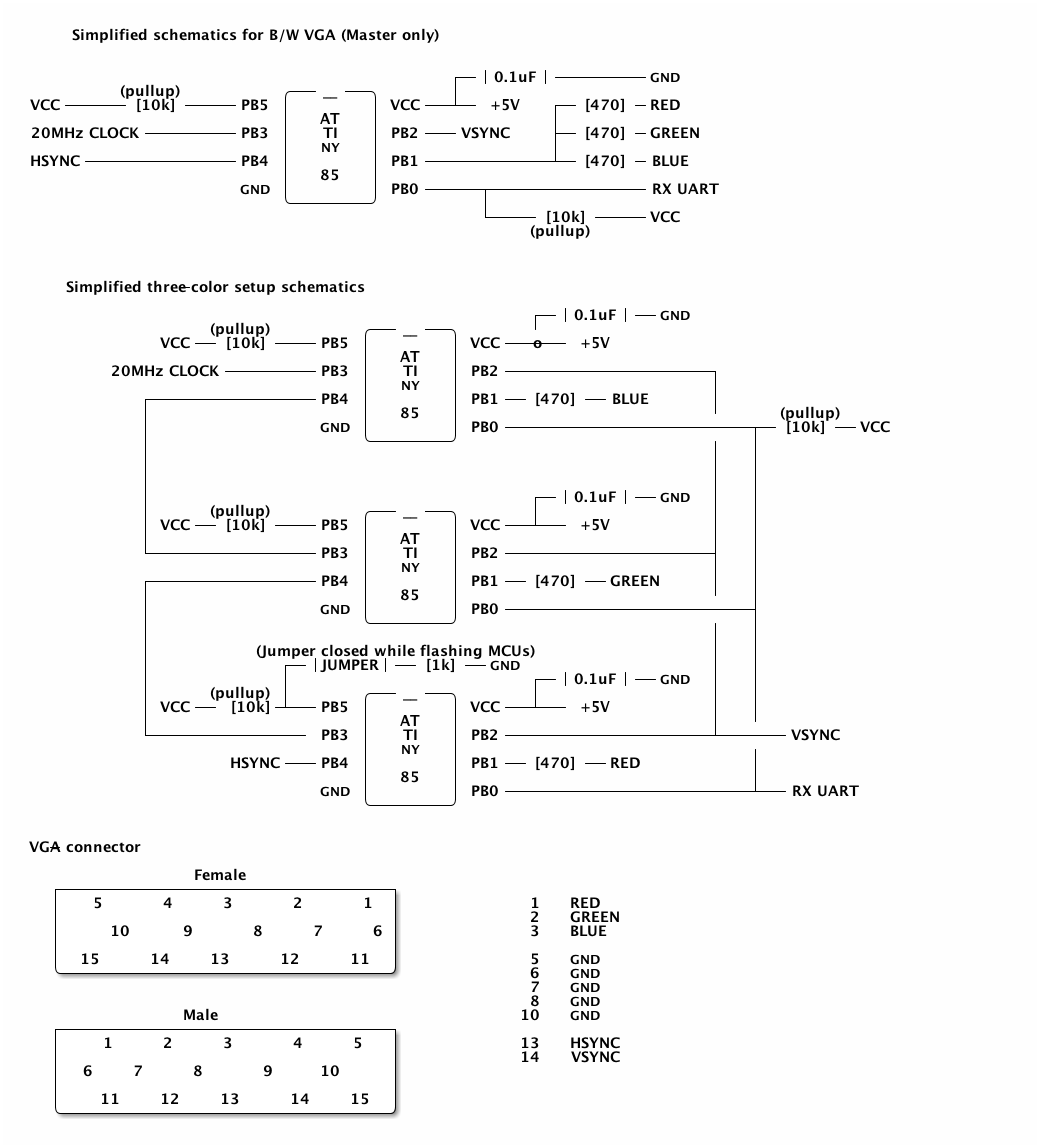 Simplified schematics for B/W VGA (Master only)
| 0.1uF | GND
(pullup)
VCC [10k] PB5 VCC +5V [470] RED
AT
20MHz CLOCK PB3 TI PB2 VSYNC [470] GREEN
NY
HSYNC PB4 PB1 [470] BLUE
85
GND PB0 RX UART
[10k] VCC
(pullup)
Simplified three-color setup schematics
| 0.1uF | GND
(pullup)
VCC [10k] PB5 VCC o +5V
AT
20MHz CLOCK PB3 TI PB2
NY
PB4 PB1 [470] BLUE
85 (pullup)
GND PB0 [10k] VCC
| 0.1uF | GND
(pullup)
VCC [10k] PB5 VCC +5V
AT
PB3 TI PB2
NY
PB4 PB1 [470] GREEN
85
GND PB0
(Jumper closed while flashing MCUs)
| JUMPER | [1k] GND
| 0.1uF | GND
(pullup)
VCC [10k] PB5 VCC +5V
AT
PB3 TI PB2 VSYNC
NY
HSYNC PB4 PB1 [470] RED
85
GND PB0 RX UART
VGA connector
Female
5 4 3 2 1
10 9 8 7 6
15 14 13 12 11
Male
1 2 3 4 5
6 7 8 9 10
11 12 13 14 15
1 RED
2 GREEN
3 BLUE
5 GND
6 GND
7 GND
8 GND
10 GND
13 HSYNC
14 VSYNC